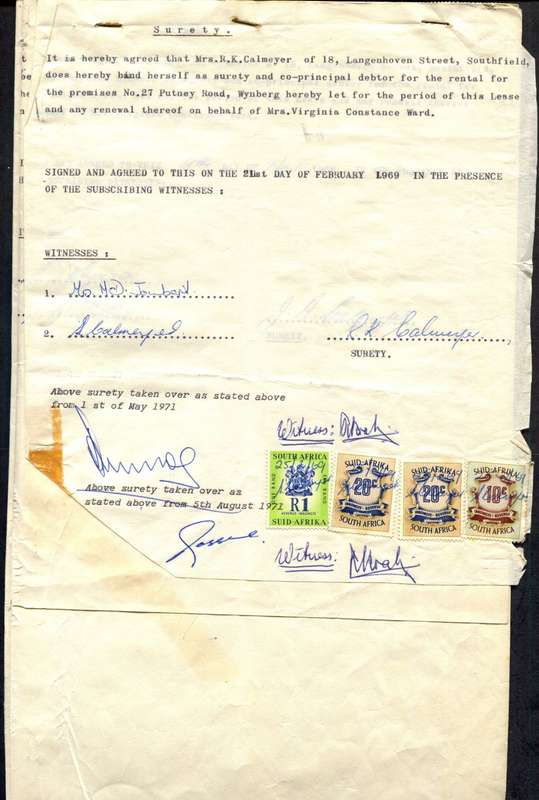 Surety.
It is hereby agreed that Mrs.R.K.Calmeyer of 18, Langenhoven Street, Southfield,
does hereby bind herself as surety and co-principal debtor for the rental for
the premises No.27 Putney Road, Wynberg hereby let for the period of this Lease
and any renewal thereof on behalf of Mrs.Virginia Constance Ward.
SIGNED AND AGREED TO THIS ON THE 21st DAY OF FEBRUARY 1969 IN THE PRESENCE
OF THE SUBSCRIBING WITNESSES :
WITNESSES :
1.
2. R K Calmeyer
SURETY.
Above surety taken over as stated above
from 1 st of May 1971
Witness:
Above surety taken over as
stated above from 5th August 1971
SOUTH AFRICA
R1
REVENUE
SUID-AFRIKA
SUID-AFRIKA
20c
SOUTH AFRICA
SUID-AFRIKA
20c
SOUTH AFRICA
SUID-AFRIKA
10c
SOUTH AFRICA
Witness: